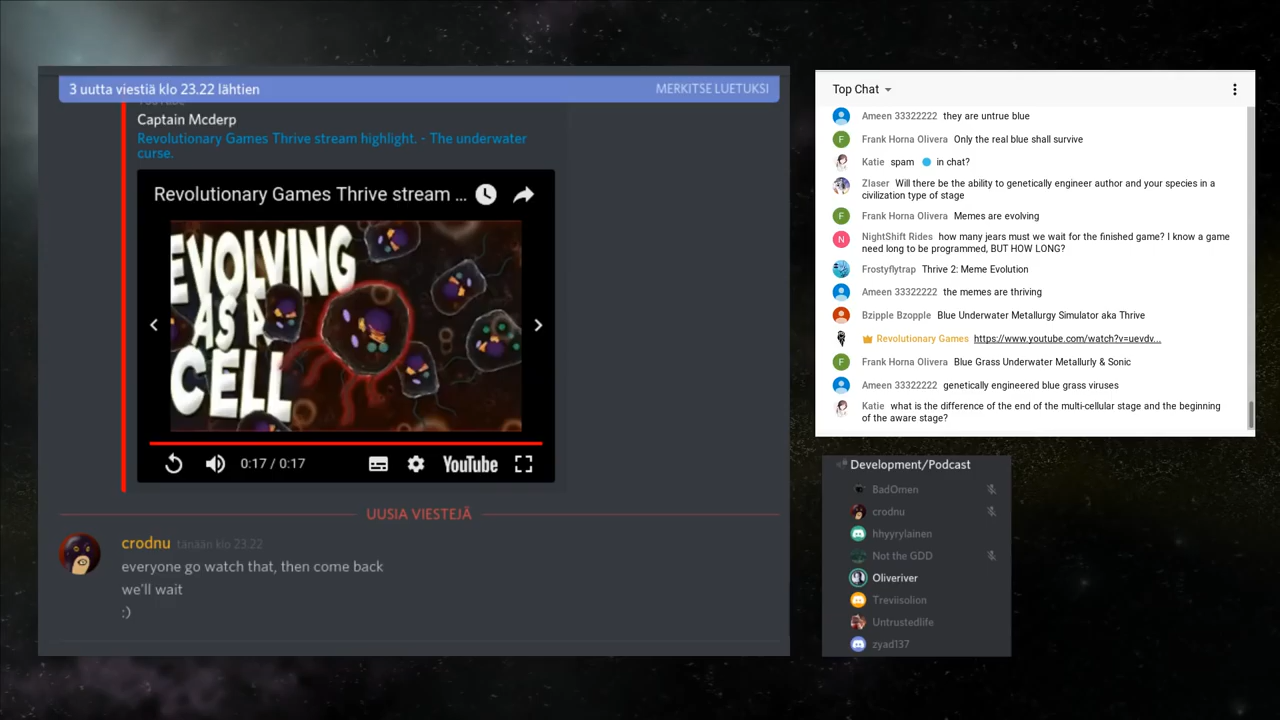 3 uutta viestiä klo 23.22 lähtien
MERKITSE LUETUKSI
YouTube
Captain Mcderp
Revolutionary Games Thrive stream highlight. - The underwater
curse.
Revolutionary Games Thrive stream ...
EVOLVING
AS A
CELL
0:17 / 0:17
YouTube
UUSIA VIESTEJÄ
crodnu tänään klo 23.22
everyone go watch that, then come back
we'll wait
:)
Top Chat
Ameen 33322222 they are untrue blue
Frank Horna Olivera Only the real blue shall survive
Katie spam 🔵 in chat?
Zlaser Will there be the ability to genetically engineer author and your species in a
civilization type of stage
Frank Horna Olivera Memes are evolving
NightShift Rides how many jears must we wait for the finished game? I know a game
need long to be programmed, BUT HOW LONG?
Frostyflytrap Thrive 2: Meme Evolution
Ameen 33322222 the memes are thriving
Bzipple Bzopple Blue Underwater Metallurgy Simulator aka Thrive
Revolutionary Games https://www.youtube.com/watch?v=uevdv...
Frank Horna Olivera Blue Grass Underwater Metallurly & Sonic
Ameen 33322222 genetically engineered blue grass viruses
Katie what is the difference of the end of the multi-cellular stage and the beginning
of the aware stage?
Development/Podcast
BadOmen
crodnu
hhyyrylainen
Not the GDD
Oliveriver
Treviisolion
Untrustedlife
zyad137